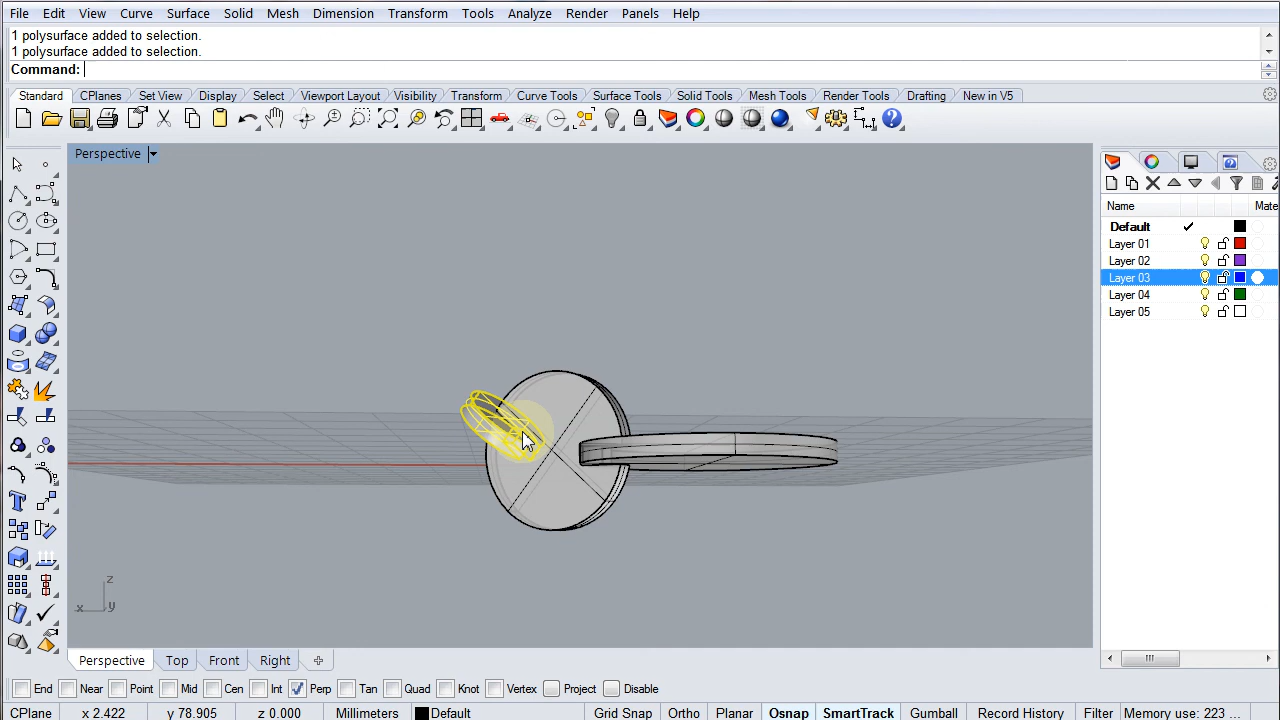 File Edit View Curve Surface Solid Mesh Dimension Transform Tools Analyze Render Panels Help
1 polysurface added to selection.
1 polysurface added to selection.
Command:
Standard CPlanes Set View Display Select Viewport Layout Visibility Transform Curve Tools Surface Tools Solid Tools Mesh Tools Render Tools Drafting New in V5
Perspective
Name Mate
Default
Layer 01
Layer 02
Layer 03
Layer 04
Layer 05
z
x y
Perspective Top Front Right
End Near Point Mid Cen Int Perp Tan Quad Knot Vertex Project Disable
CPlane x 2.422 y 78.905 z 0.000 Millimeters Default Grid Snap Ortho Planar Osnap SmartTrack Gumball Record History Filter Memory use: 223 ...